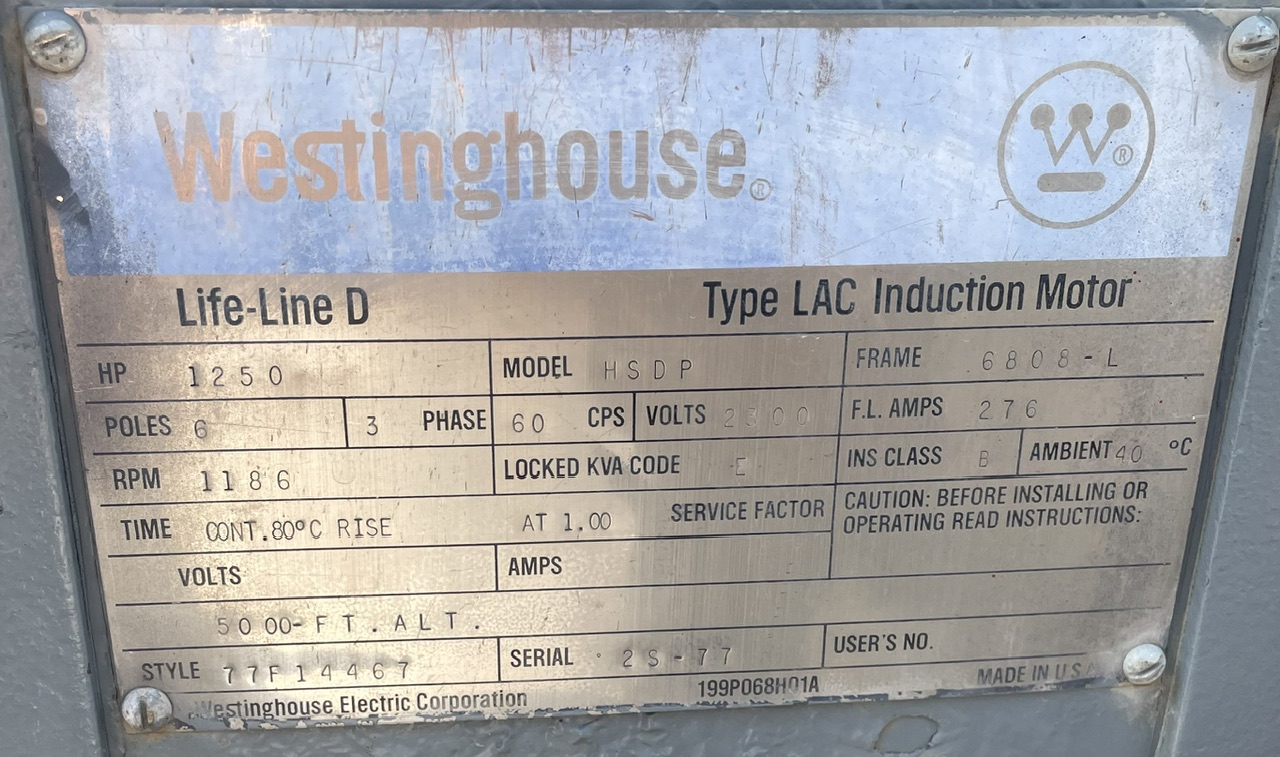 Westinghouse®
W ®
Life-Line D Type LAC Induction Motor
HP 1250 MODEL HSDP FRAME 6808-L
POLES 6 3 PHASE 60 CPS VOLTS 2300 F.L. AMPS 276
RPM 1186 LOCKED KVA CODE E INS CLASS B AMBIENT 40 °C
TIME CONT. 80°C RISE AT 1.00 SERVICE FACTOR
CAUTION: BEFORE INSTALLING OR
OPERATING READ INSTRUCTIONS:
VOLTS AMPS
5000-FT. ALT.
STYLE 77F14467 SERIAL 2S-77 USER'S NO.
Westinghouse Electric Corporation 199P068H01A MADE IN U.S.A